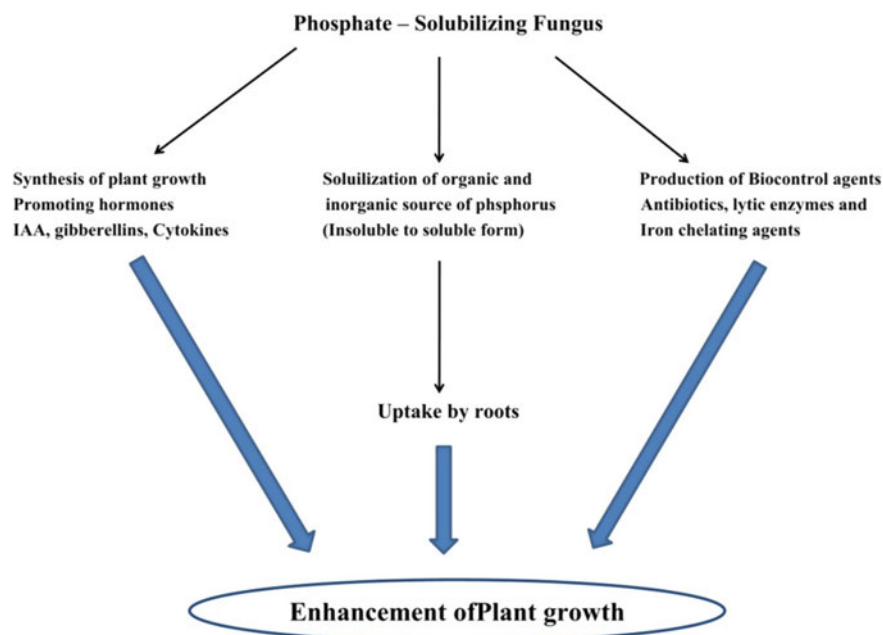 Phosphate – Solubilizing Fungus
Synthesis of plant growth
Promoting hormones
IAA, gibberellins, Cytokines
Soluilization of organic and
inorganic source of phsphorus
(Insoluble to soluble form)
Production of Biocontrol agents
Antibiotics, lytic enzymes and
Iron chelating agents
Uptake by roots
Enhancement ofPlant growth